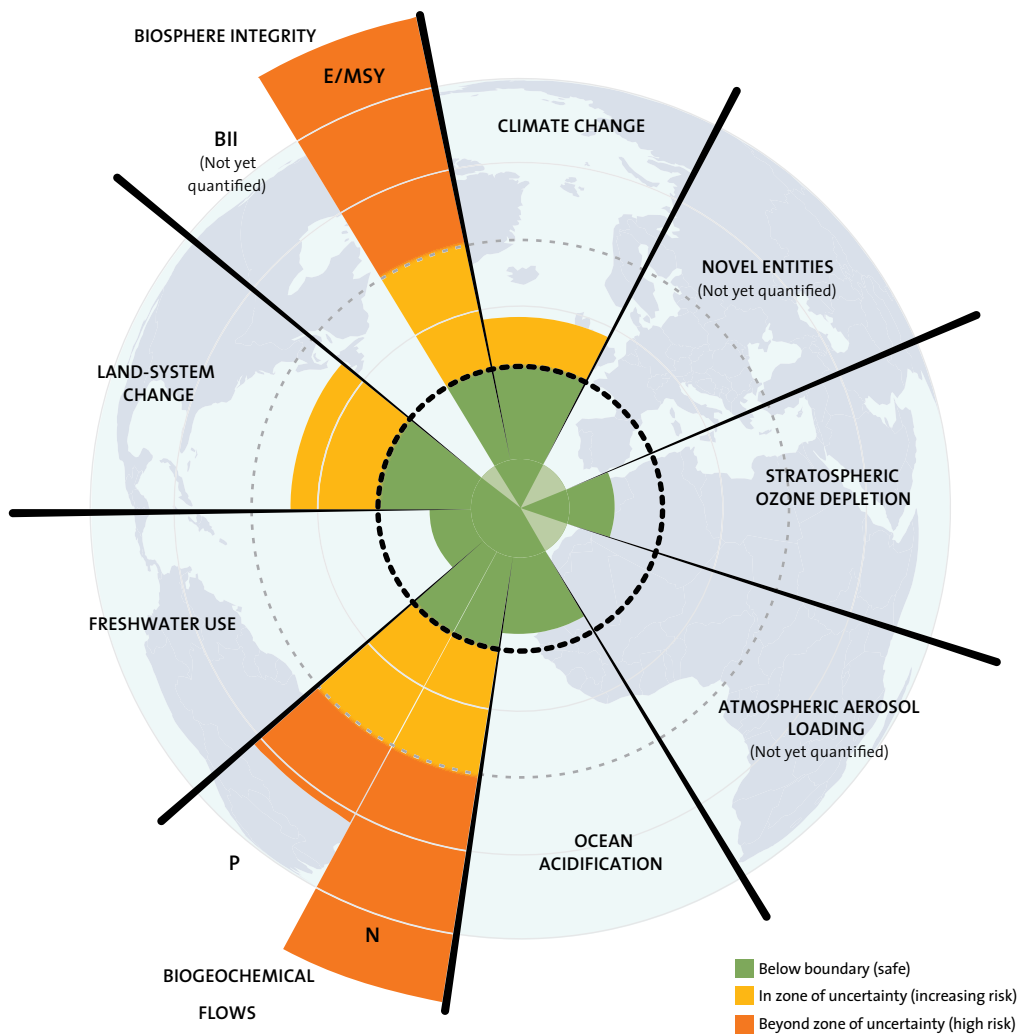 BIOSPHERE INTEGRITY
E/MSY
CLIMATE CHANGE
BII
(Not yet
quantified)
NOVEL ENTITIES
(Not yet quantified)
LAND-SYSTEM
CHANGE
STRATOSPHERIC
OZONE DEPLETION
FRESHWATER USE
ATMOSPHERIC AEROSOL
LOADING
(Not yet quantified)
OCEAN
ACIDIFICATION
P
N
BIOGEOCHEMICAL
FLOWS
Below boundary (safe)
In zone of uncertainty (increasing risk)
Beyond zone of uncertainty (high risk)